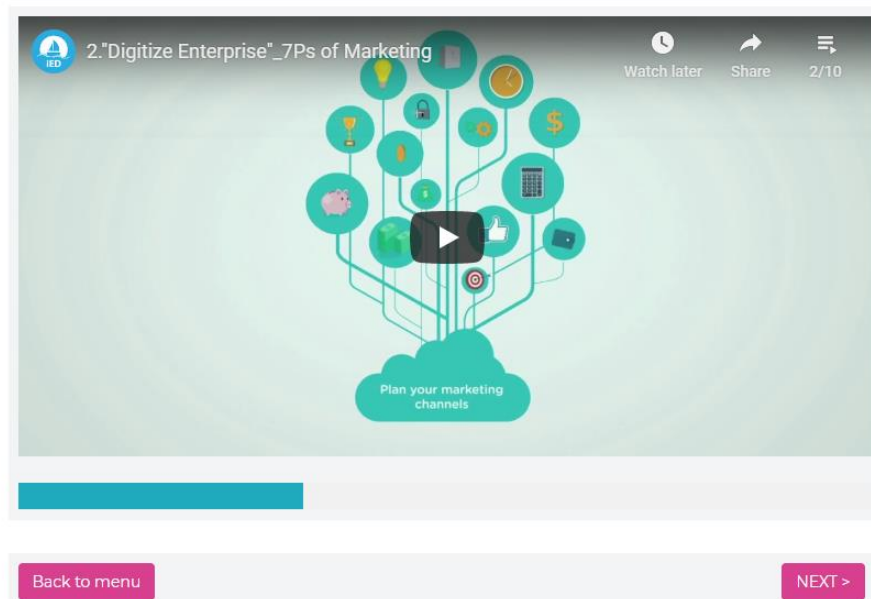 IED
2."Digitize Enterprise"_7Ps of Marketing
Watch later
Share
2/10
$
$
Plan your marketing
channels
Back to menu
NEXT >